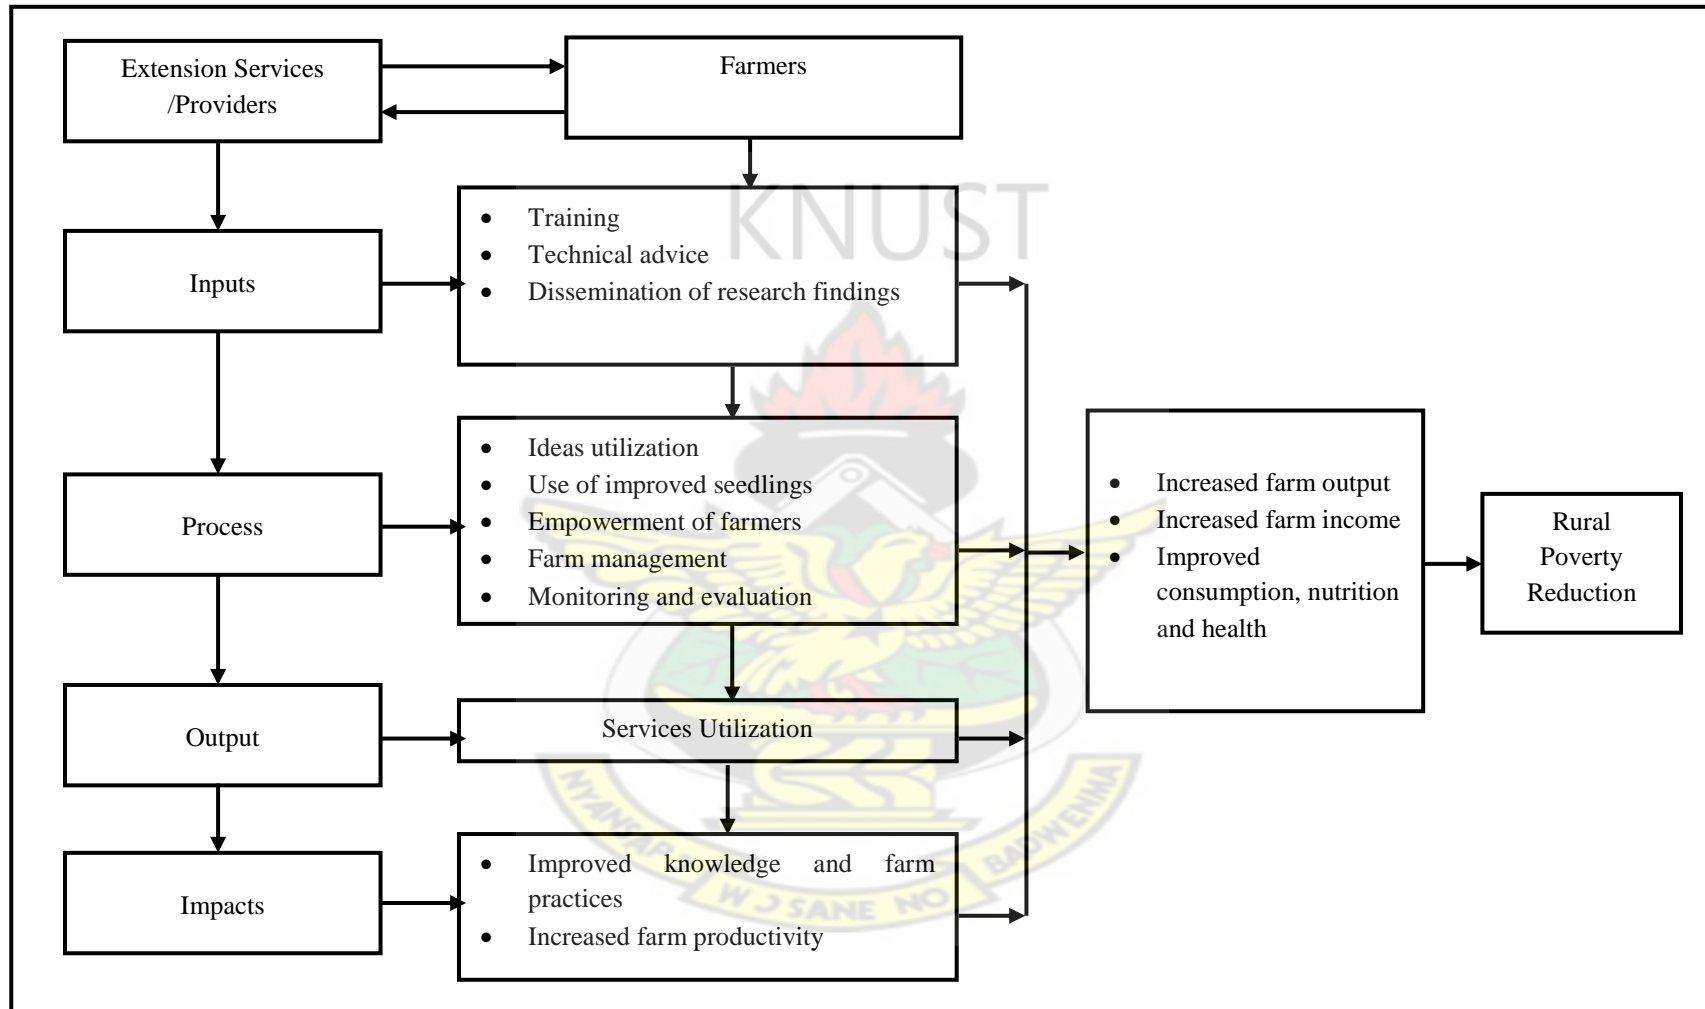 Extension Services
/Providers
Farmers
KNUST
• Training
• Technical advice
• Dissemination of research findings
Inputs
• Ideas utilization
• Use of improved seedlings
• Empowerment of farmers
• Farm management
• Monitoring and evaluation
Process
• Increased farm output
• Increased farm income
• Improved
consumption, nutrition
and health
Rural
Poverty
Reduction
Output
Services Utilization
• Improved knowledge and farm
practices
• Increased farm productivity
Impacts
W Ɔ SANE NO
BADWENMA